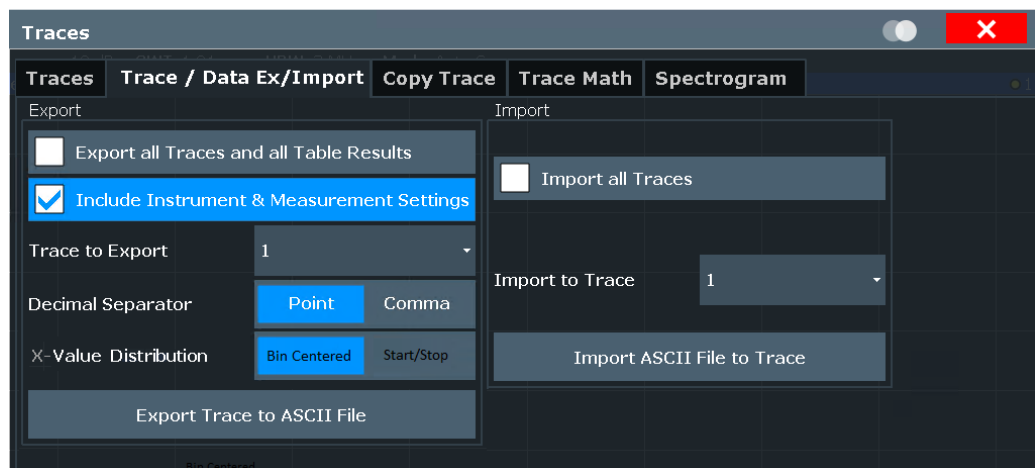 Traces
Traces Trace / Data Ex/Import Copy Trace Trace Math Spectrogram
Export
Export all Traces and all Table Results
Include Instrument & Measurement Settings
Trace to Export 1
Decimal Separator Point Comma
X-Value Distribution Bin Centered Start/Stop
Export Trace to ASCII File
Import
Import all Traces
Import to Trace 1
Import ASCII File to Trace
Bin Centered